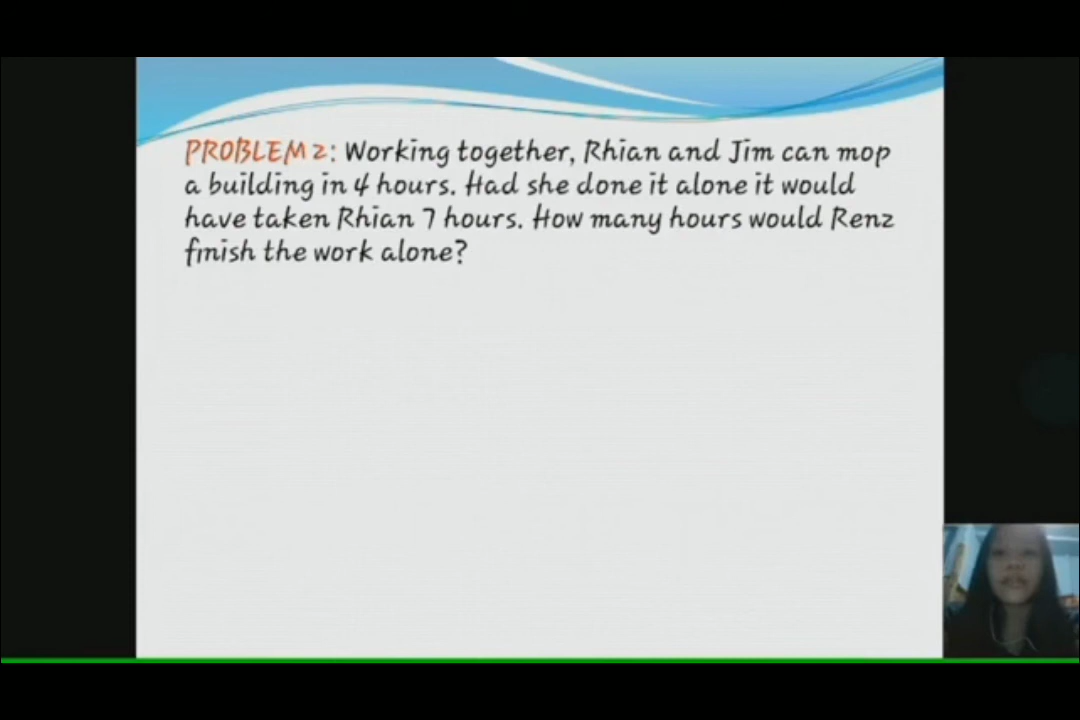 PROBLEM 2: Working together, Rhian and Jim can mop
a building in 4 hours. Had she done it alone it would
have taken Rhian 7 hours. How many hours would Renz
finish the work alone?